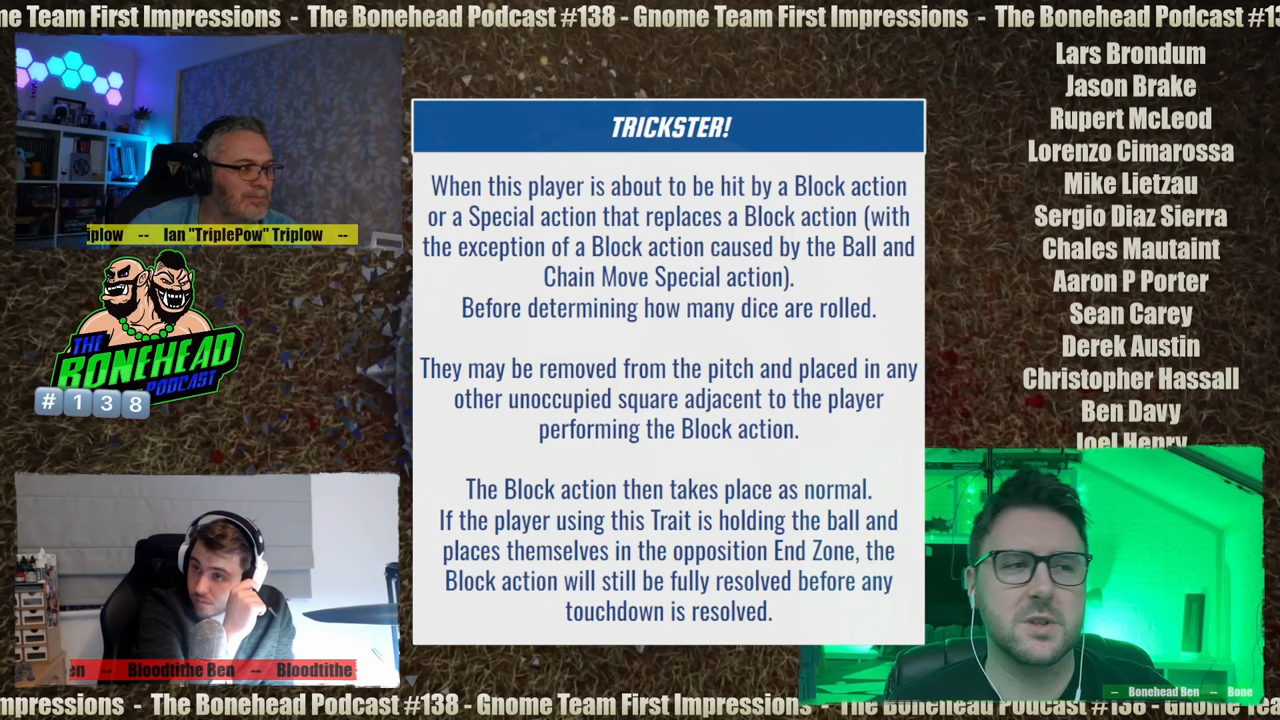 me Team First Impressions - The Bonehead Podcast #138 - Gnome Team First Impressions - The Bonehead Podcast #13
Lars Brondum
Jason Brake
Rupert McLeod
Lorenzo Cimarossa
Mike Lietzau
Sergio Diaz Sierra
Chales Mautaint
Aaron P Porter
Sean Carey
Derek Austin
Christopher Hassall
Ben Davy
Joel Henry
iplow -- Ian "TriplePow" Triplow --
THE
BONEHEAD
PODCAST
#138
TRICKSTER!
When this player is about to be hit by a Block action
or a Special action that replaces a Block action (with
the exception of a Block action caused by the Ball and
Chain Move Special action).
Before determining how many dice are rolled.
They may be removed from the pitch and placed in any
other unoccupied square adjacent to the player
performing the Block action.
The Block action then takes place as normal.
If the player using this Trait is holding the ball and
places themselves in the opposition End Zone, the
Block action will still be fully resolved before any
touchdown is resolved.
en -- Bloodtithe Ben -- Bloodtithe
-- Bonehead Ben -- Bone
mpressions - The Bonehead Podcast #138 - Gnome Team First Impressions - The Bonehead Podcast #138 - Gnome Team F